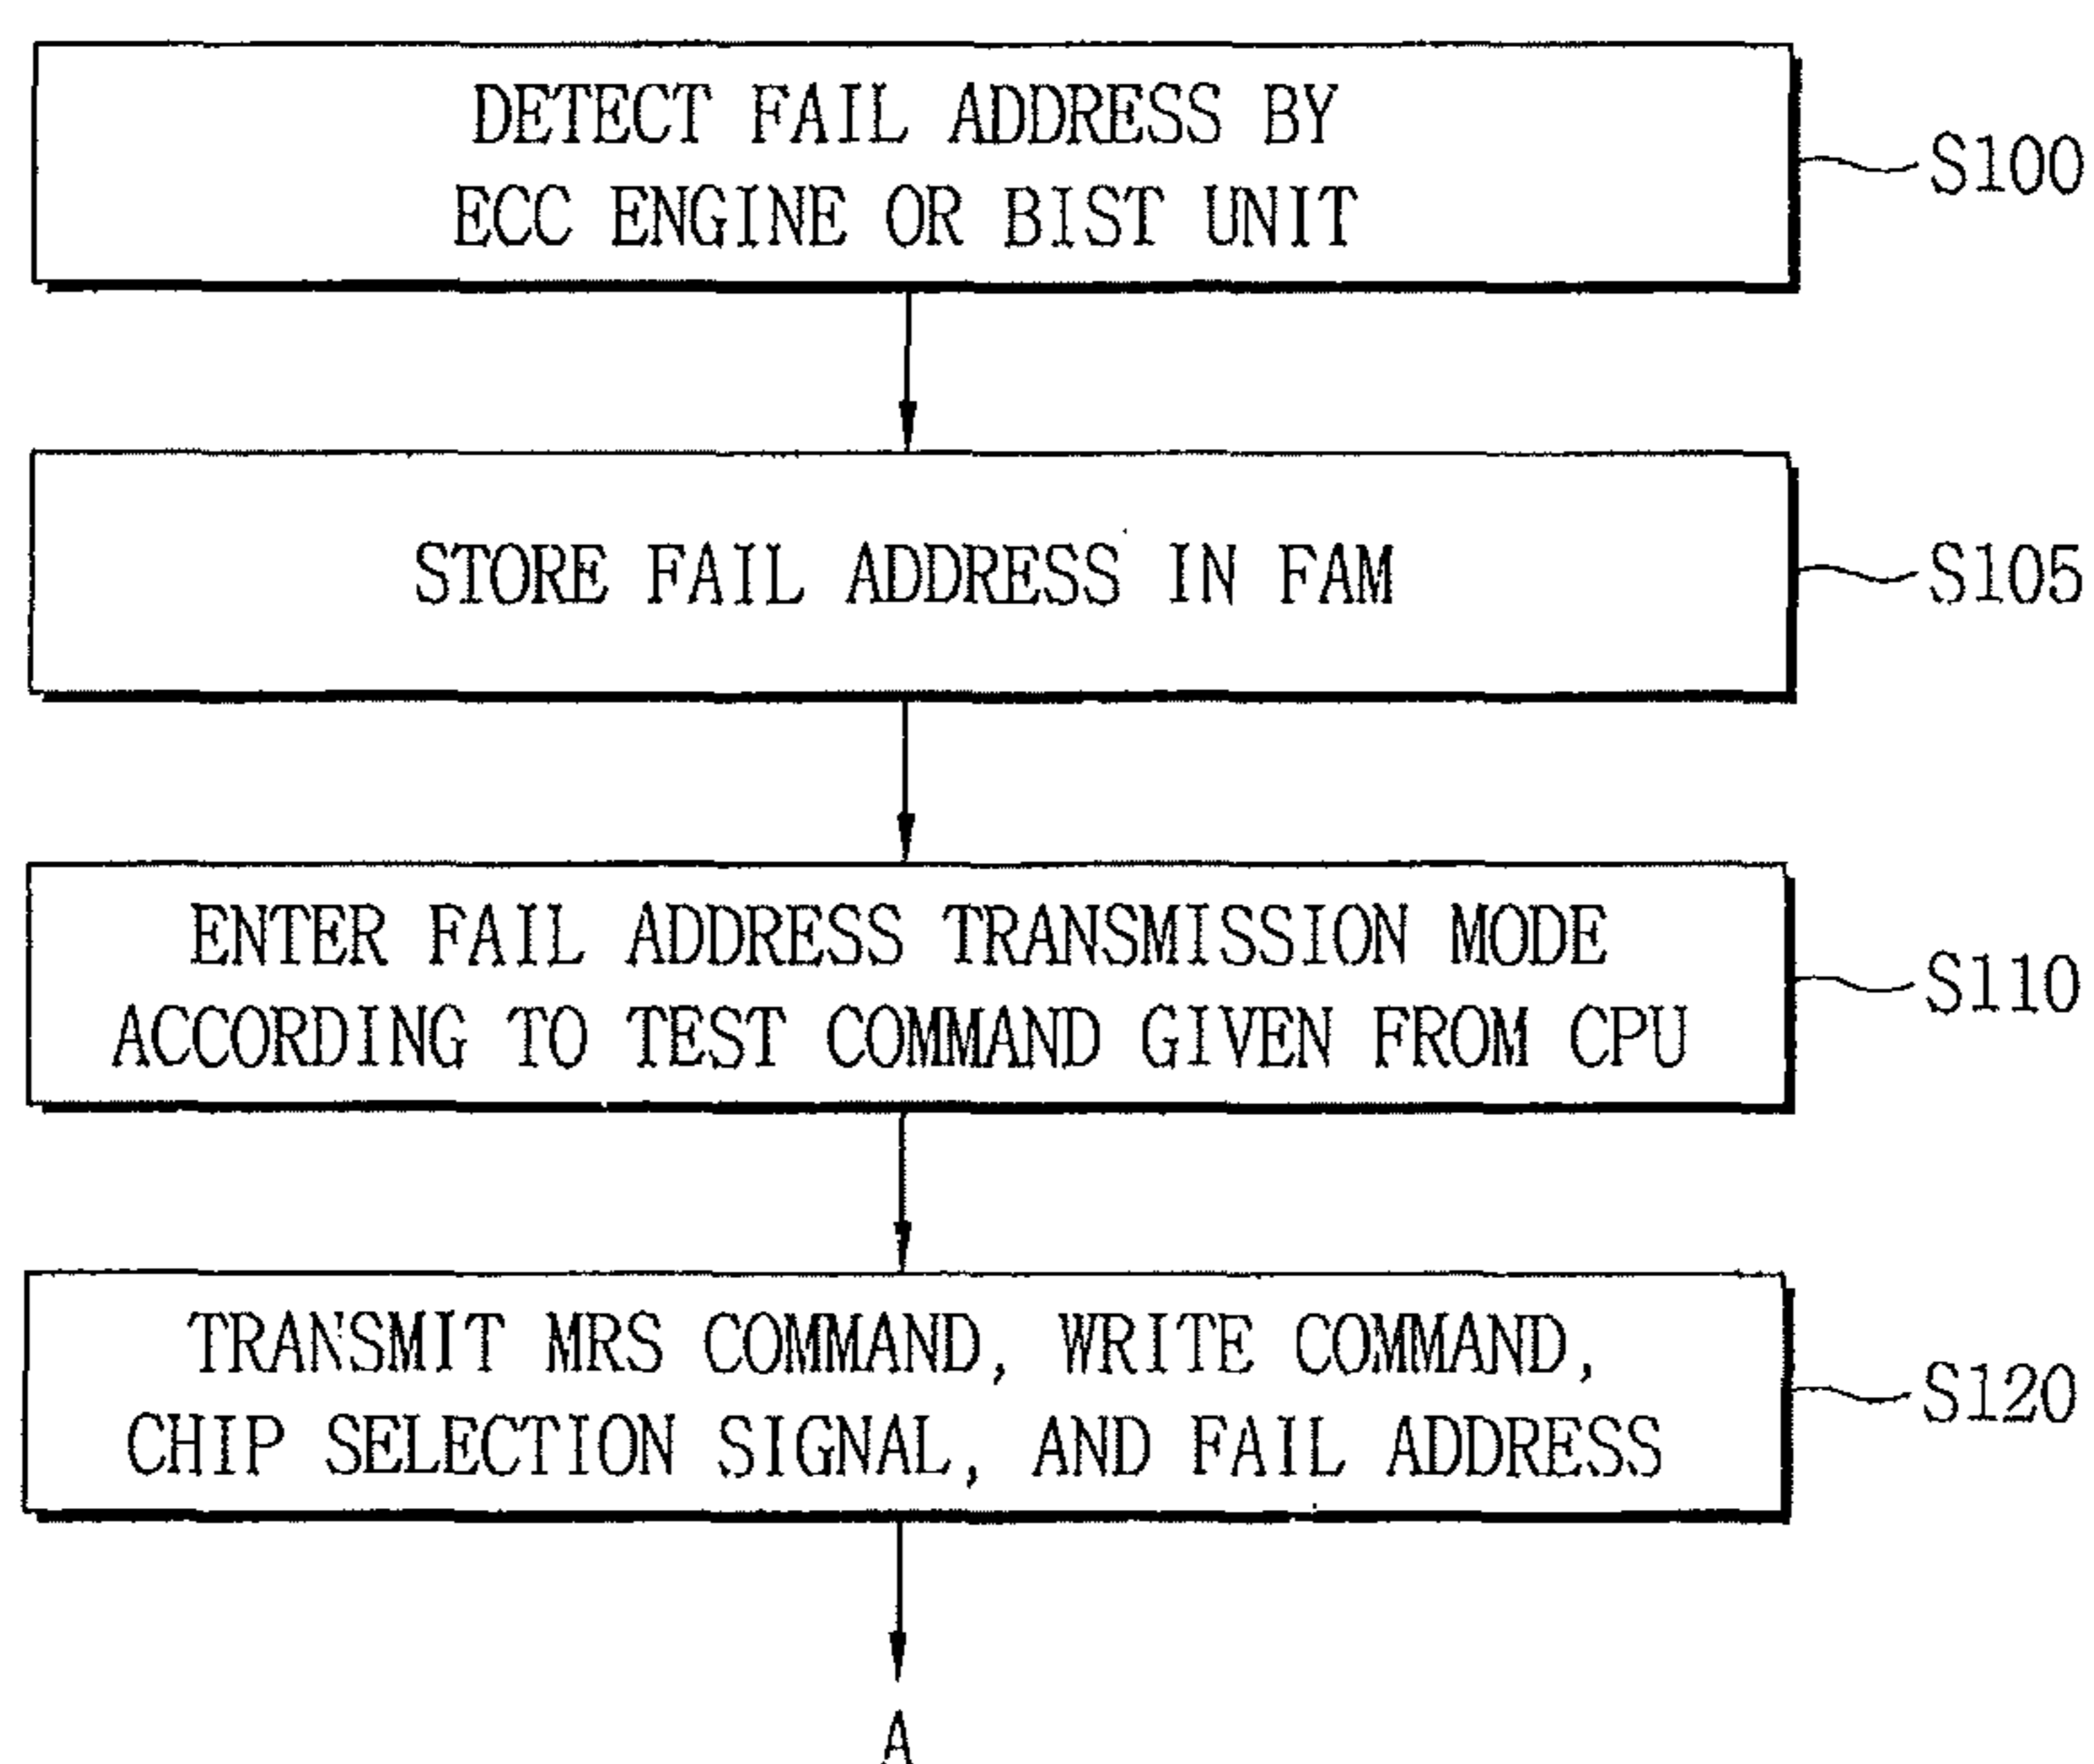 DETECT FAIL ADDRESS BY
ECC ENGINE OR BIST UNIT
S100
STORE FAIL ADDRESS IN FAM
S105
ENTER FAIL ADDRESS TRANSMISSION MODE
ACCORDING TO TEST COMMAND GIVEN FROM CPU
S110
TRANSMIT MRS COMMAND, WRITE COMMAND,
CHIP SELECTION SIGNAL, AND FAIL ADDRESS
S120
A